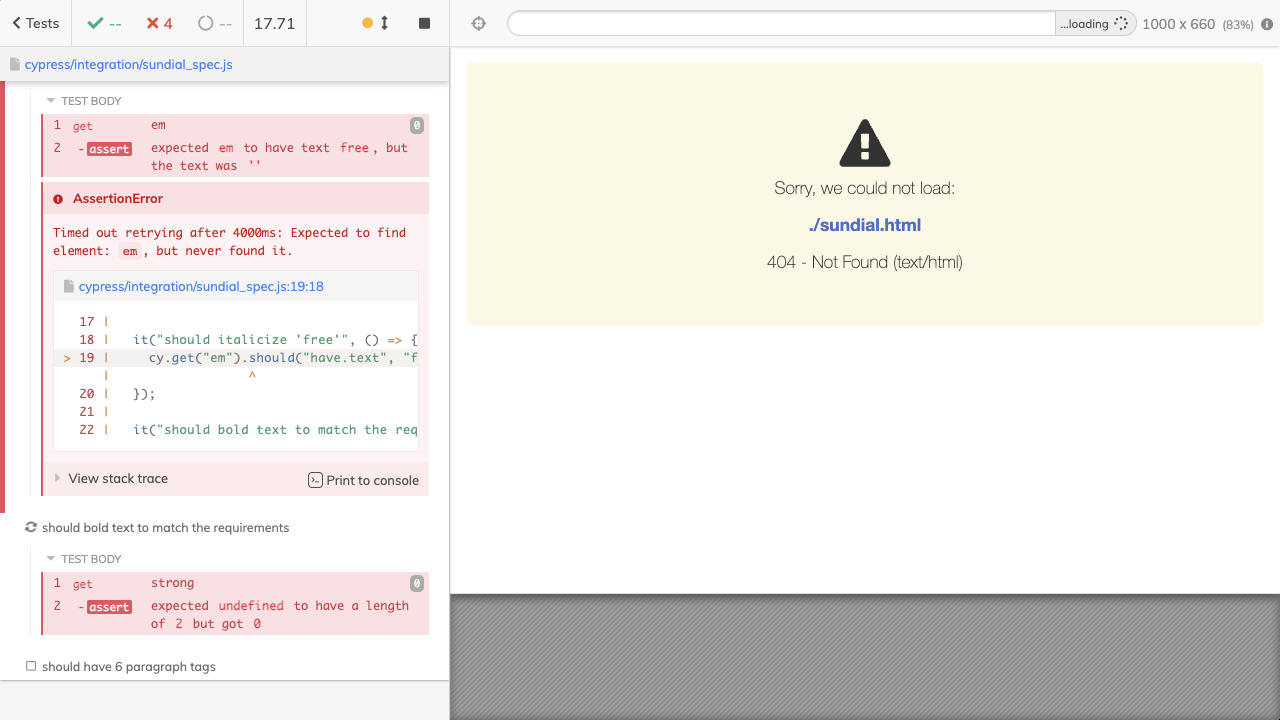 Tests
--
4
--
17.71
...loading
1000 x 660 (83%)
cypress/integration/sundial_spec.js
TEST BODY
1 get em 0
2 -assert expected em to have text free, but
the text was ''
AssertionError
Timed out retrying after 4000ms: Expected to find
element: em, but never found it.
cypress/integration/sundial_spec.js:19:18
17 |
18 | it("should italicize 'free'", () => {
> 19 | cy.get("em").should("have.text", "f
| ^
20 | });
21 |
22 | it("should bold text to match the req
View stack trace
Print to console
should bold text to match the requirements
TEST BODY
1 get strong 0
2 -assert expected undefined to have a length
of 2 but got 0
should have 6 paragraph tags
Sorry, we could not load:
./sundial.html
404 - Not Found (text/html)